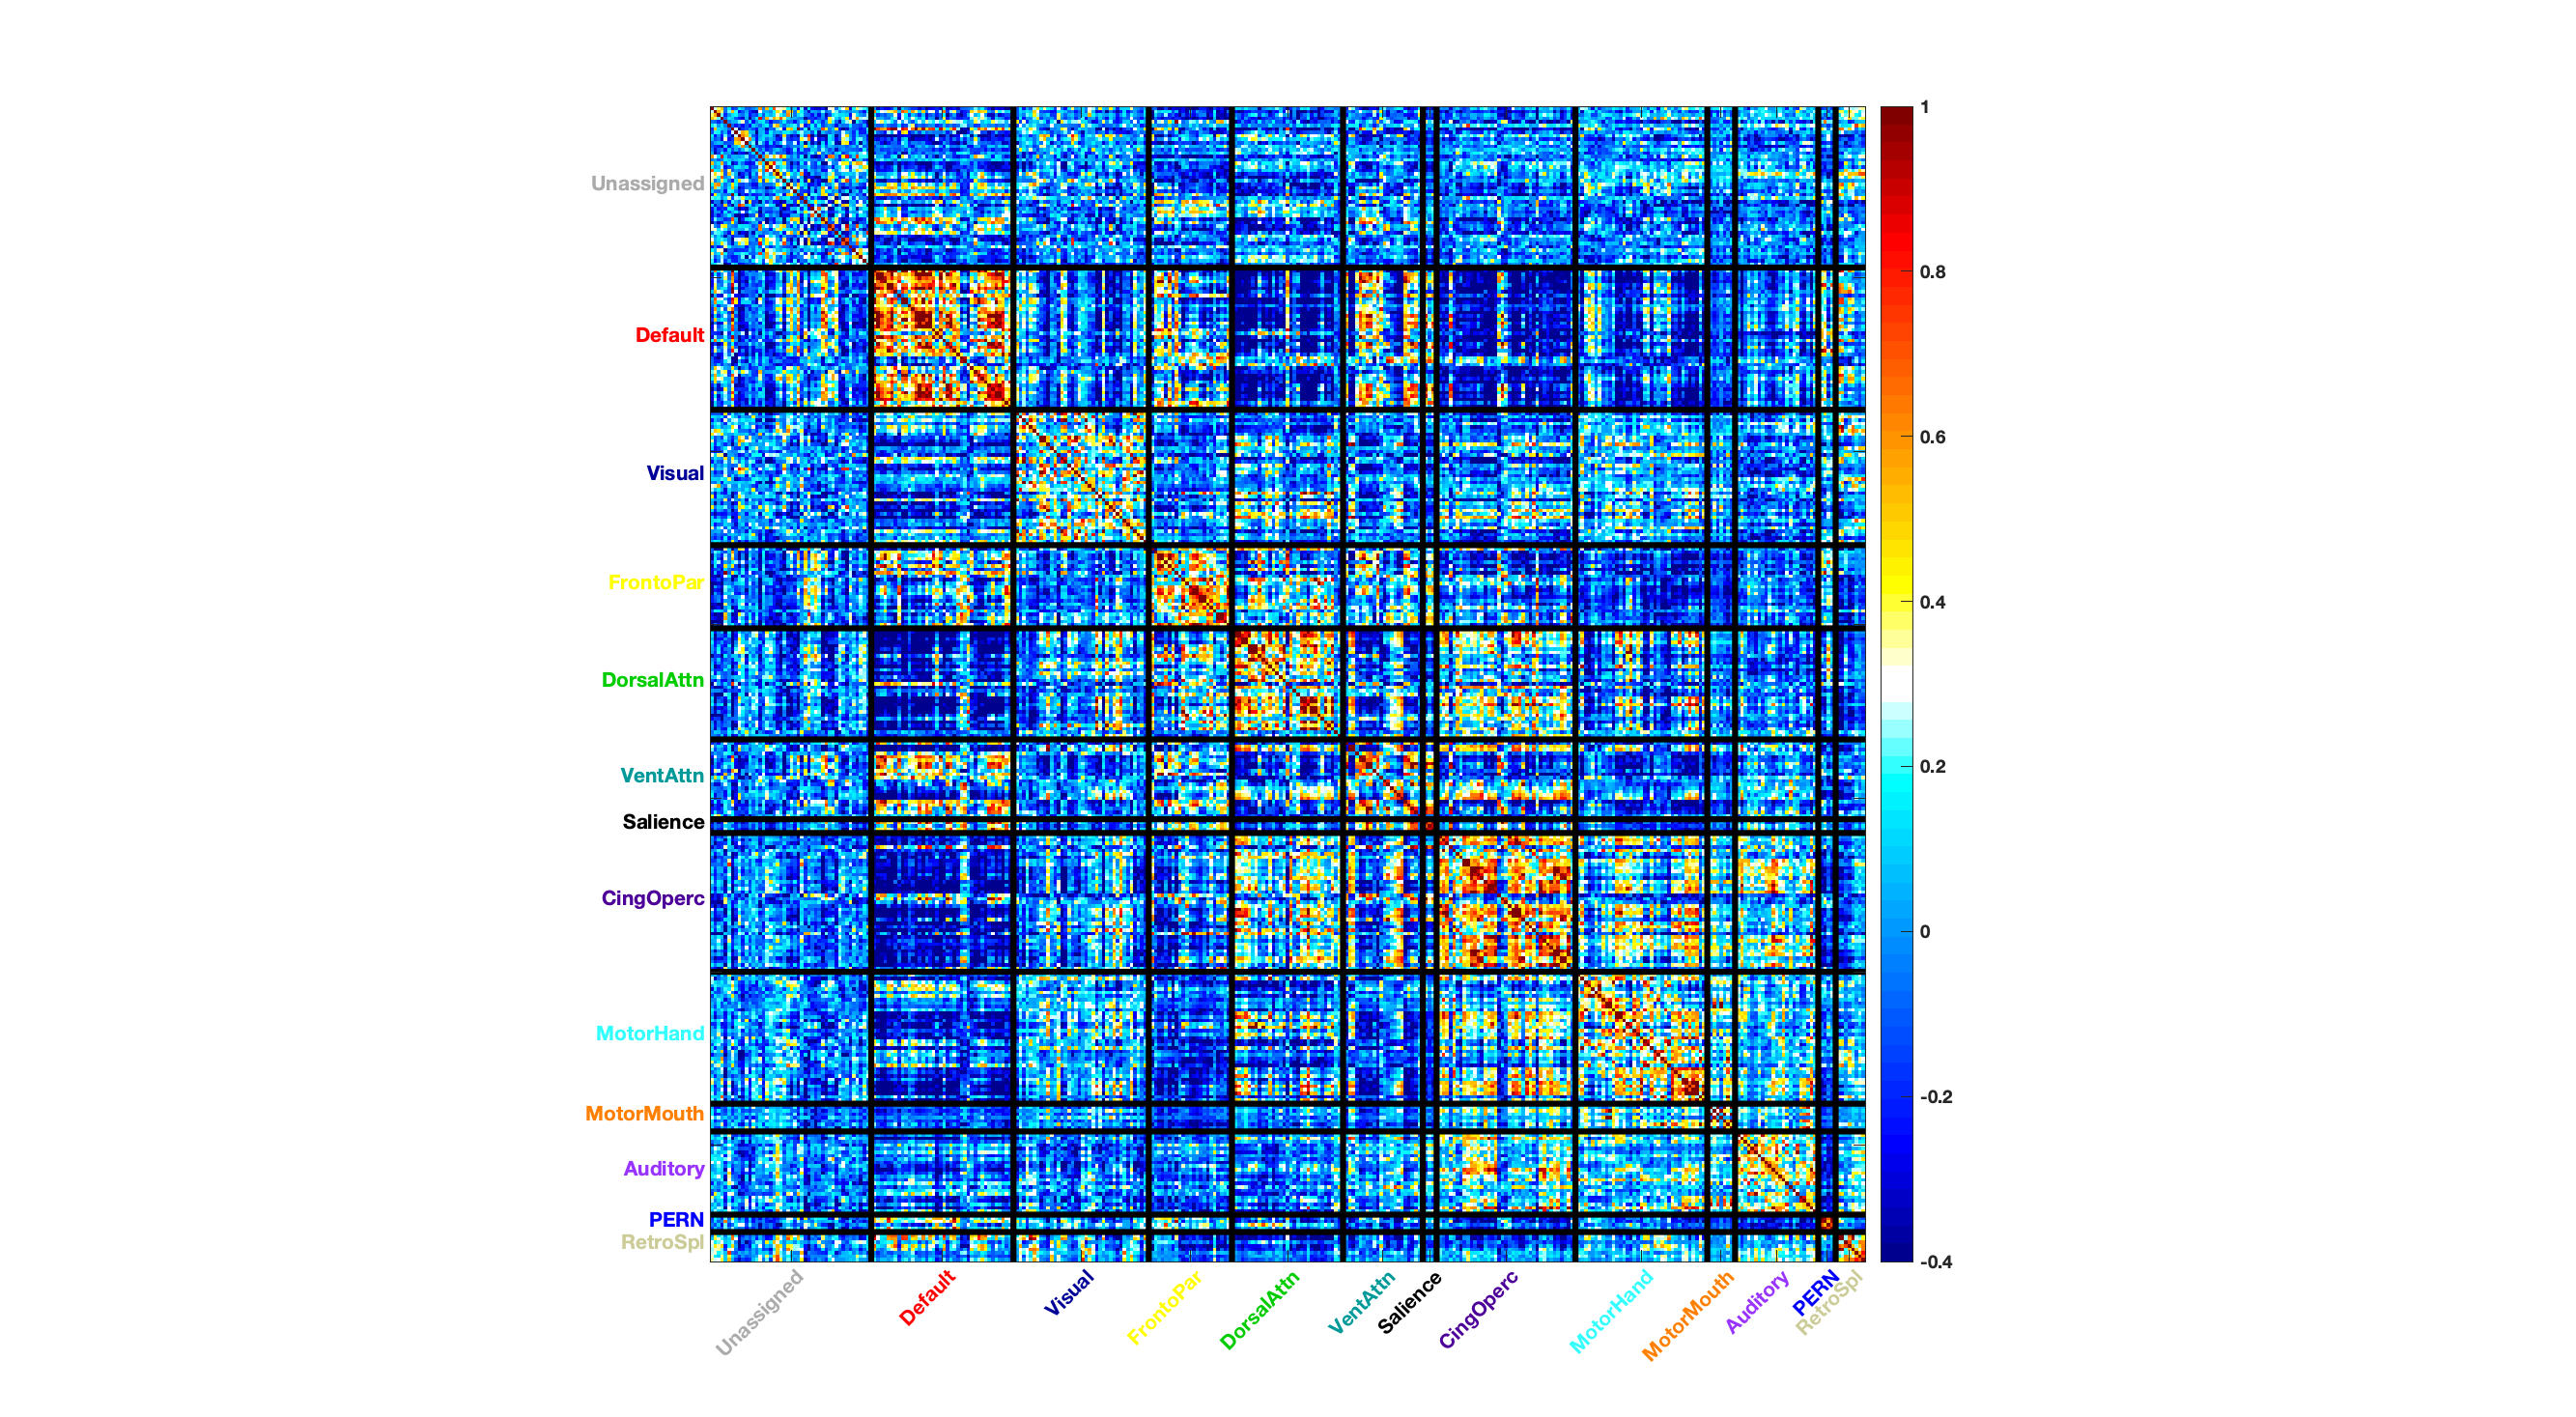 Unassigned
Default
Visual
FrontoPar
DorsalAttn
VentAttn
Salience
CingOperc
MotorHand
MotorMouth
Auditory
PERN
RetroSpl
1
0.8
0.6
0.4
0.2
0
-0.2
-0.4
Unassigned
Default
Visual
FrontoPar
DorsalAttn
VentAttn
Salience
CingOperc
MotorHand
MotorMouth
Auditory
PERN
RetroSpl